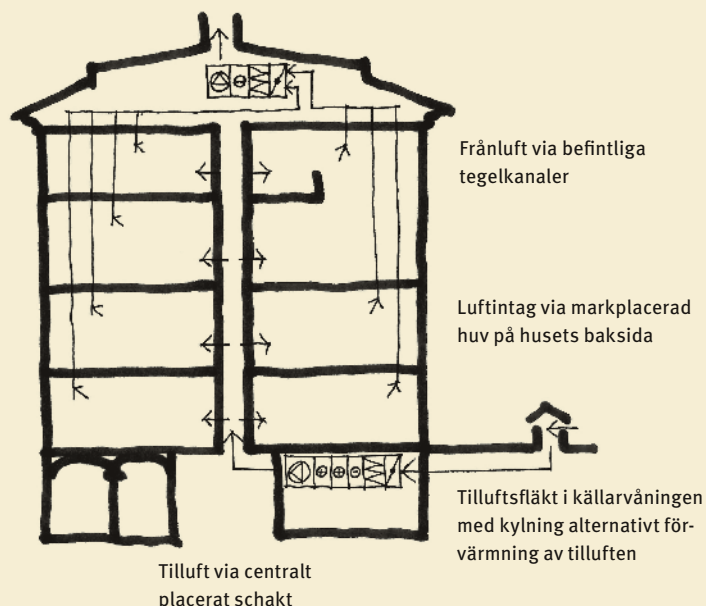 Frånluft via befintliga
tegelkanaler
Luftintag via markplacerad
huv på husets baksida
Tilluftsfläkt i källarvåningen
med kylning alternativt för-
värmning av tilluften
Tilluft via centralt
placerat schakt